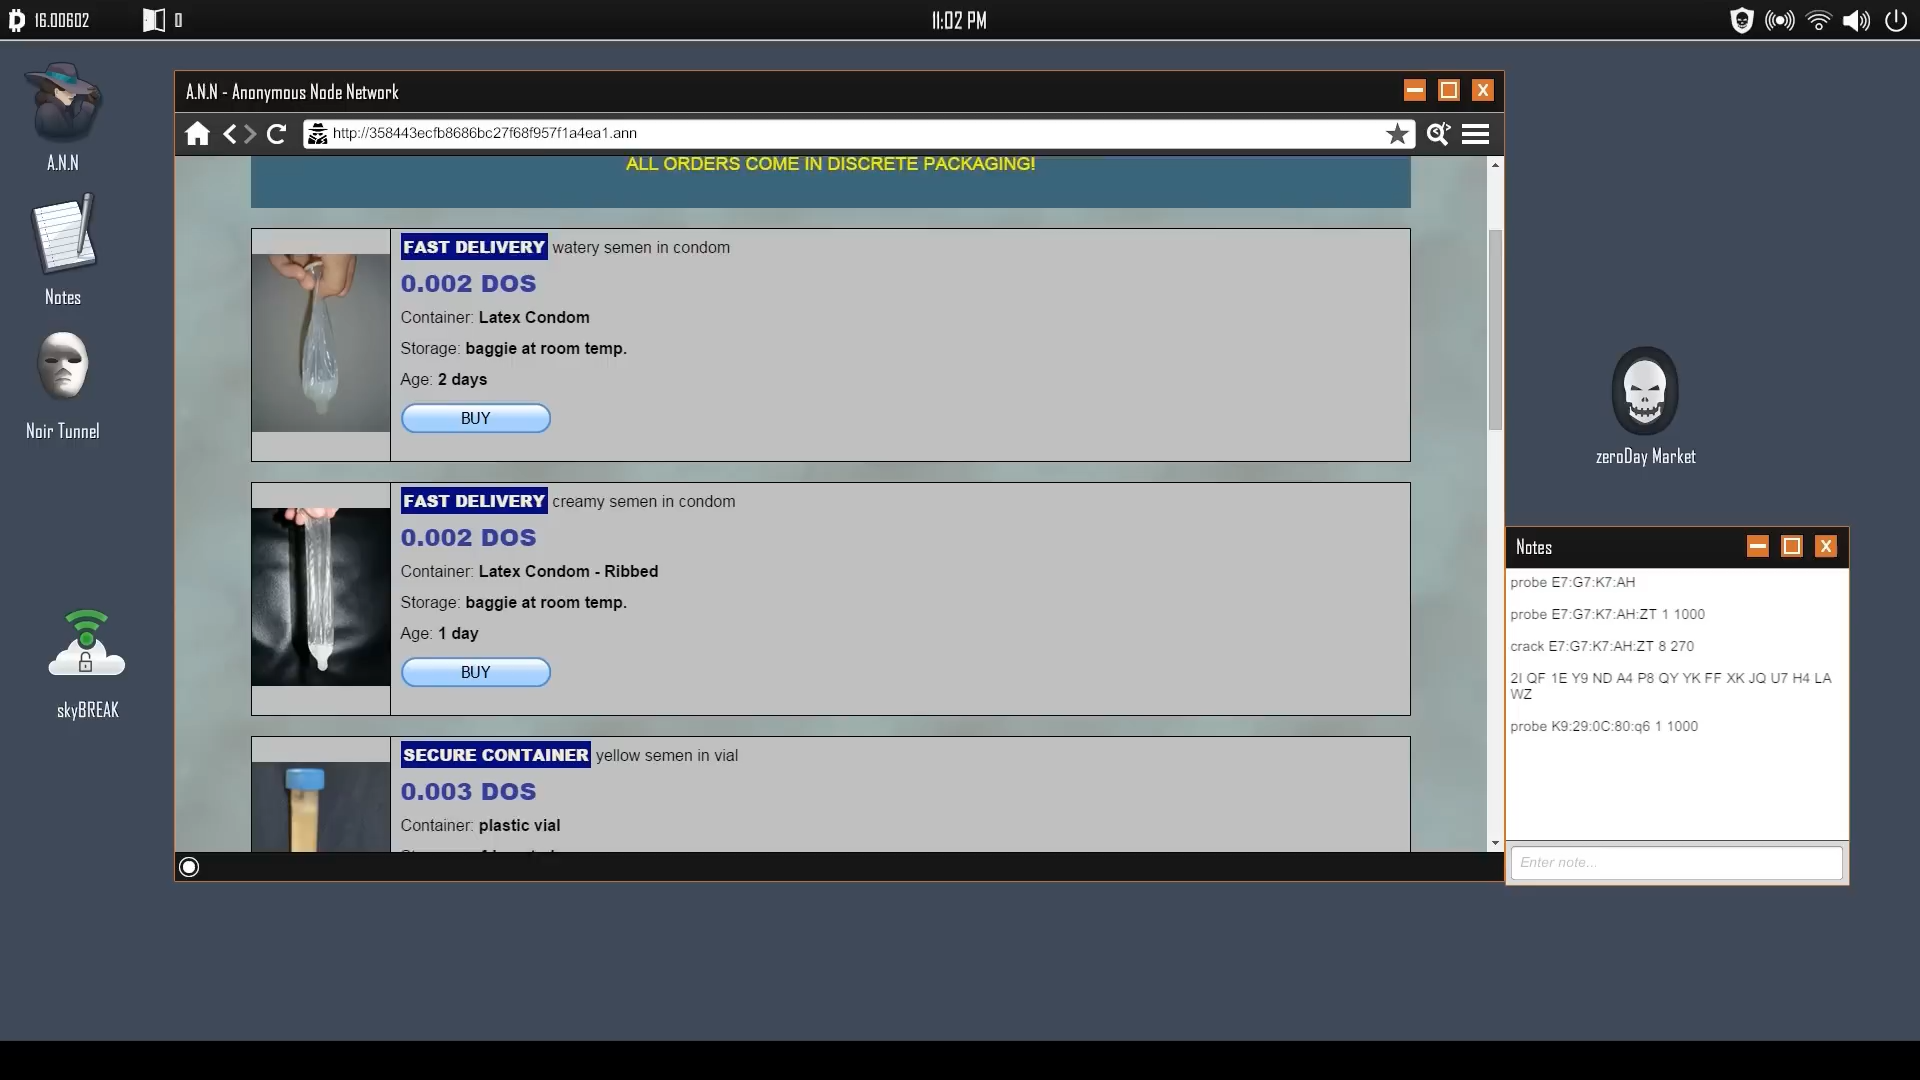 16.00602
0
11:02 PM
A.N.N
Notes
Noir Tunnel
skyBREAK
zeroDay Market
A.N.N - Anonymous Node Network
http://358443ecfb8686bc27f68f957f1a4ea1.ann
ALL ORDERS COME IN DISCRETE PACKAGING!
FAST DELIVERY watery semen in condom
0.002 DOS
Container: Latex Condom
Storage: baggie at room temp.
Age: 2 days
BUY
FAST DELIVERY creamy semen in condom
0.002 DOS
Container: Latex Condom - Ribbed
Storage: baggie at room temp.
Age: 1 day
BUY
SECURE CONTAINER yellow semen in vial
0.003 DOS
Container: plastic vial
Notes
probe E7:G7:K7:AH
probe E7:G7:K7:AH:ZT 1 1000
crack E7:G7:K7:AH:ZT 8 270
2I QF 1E Y9 ND A4 P8 QY YK FF XK JQ U7 H4 LA
WZ
probe K9:29:0C:80:q6 1 1000
Enter note...